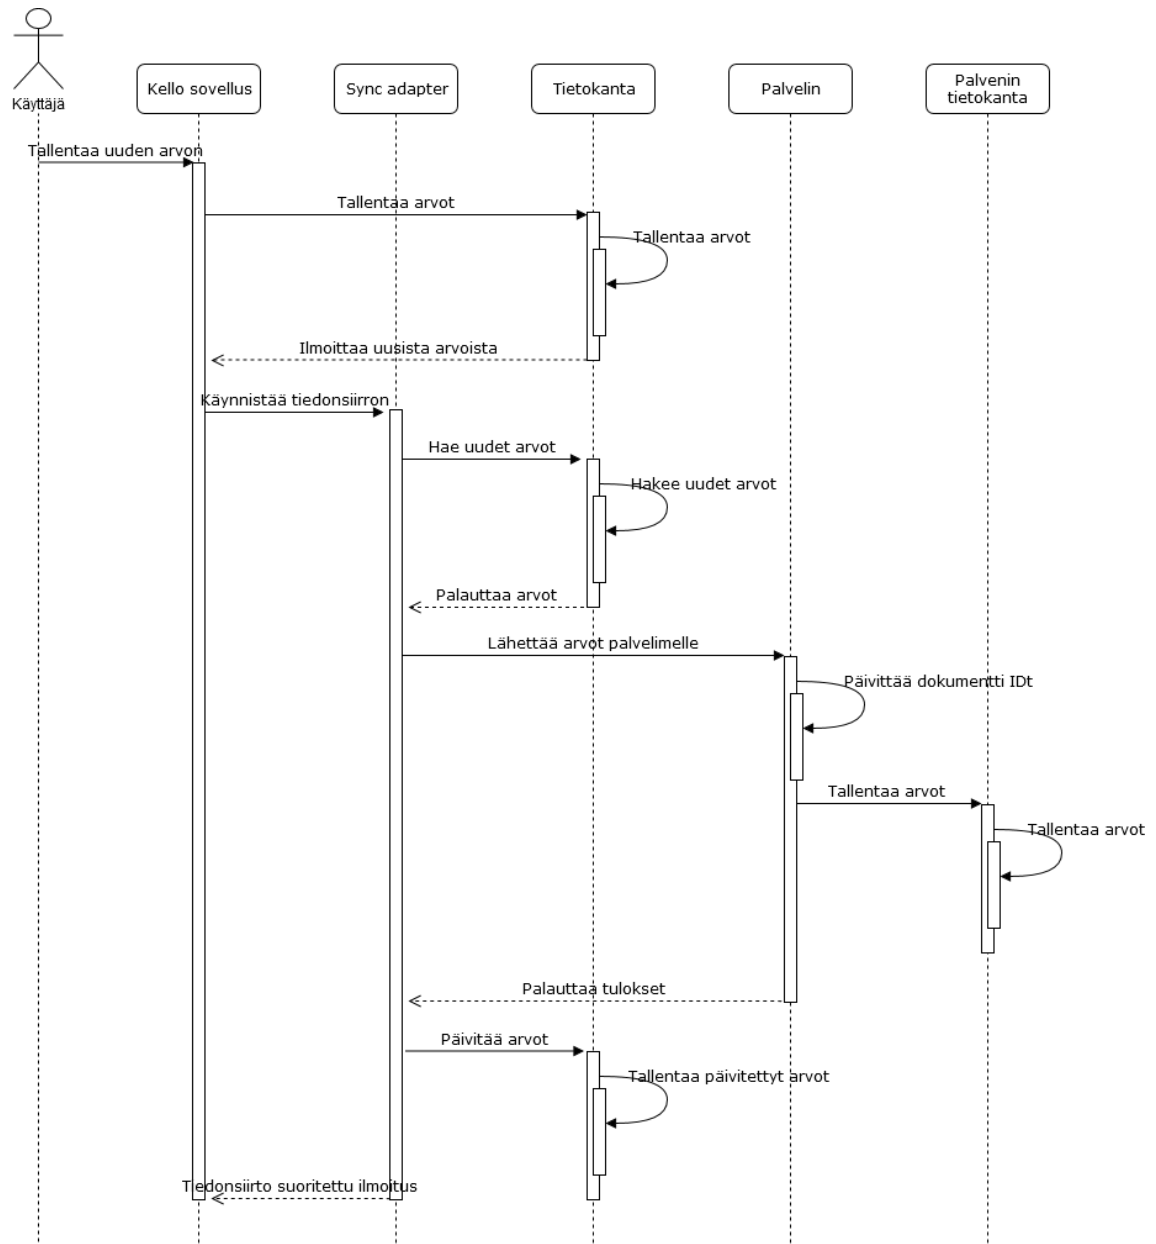 Käyttäjä
Kello sovellus
Sync adapter
Tietokanta
Palvelin
Palvenin
tietokanta
Tallentaa uuden arvon
Tallentaa arvot
Tallentaa arvot
Ilmoittaa uusista arvoista
Käynnistää tiedonsiirron
Hae uudet arvot
Hakee uudet arvot
Palauttaa arvot
Lähettää arvot palvelimelle
Päivittää dokumentti IDt
Tallentaa arvot
Tallentaa arvot
Palauttaa tulokset
Päivitää arvot
Tallentaa päivitettyt arvot
Tiedonsiirto suoritettu ilmoitus